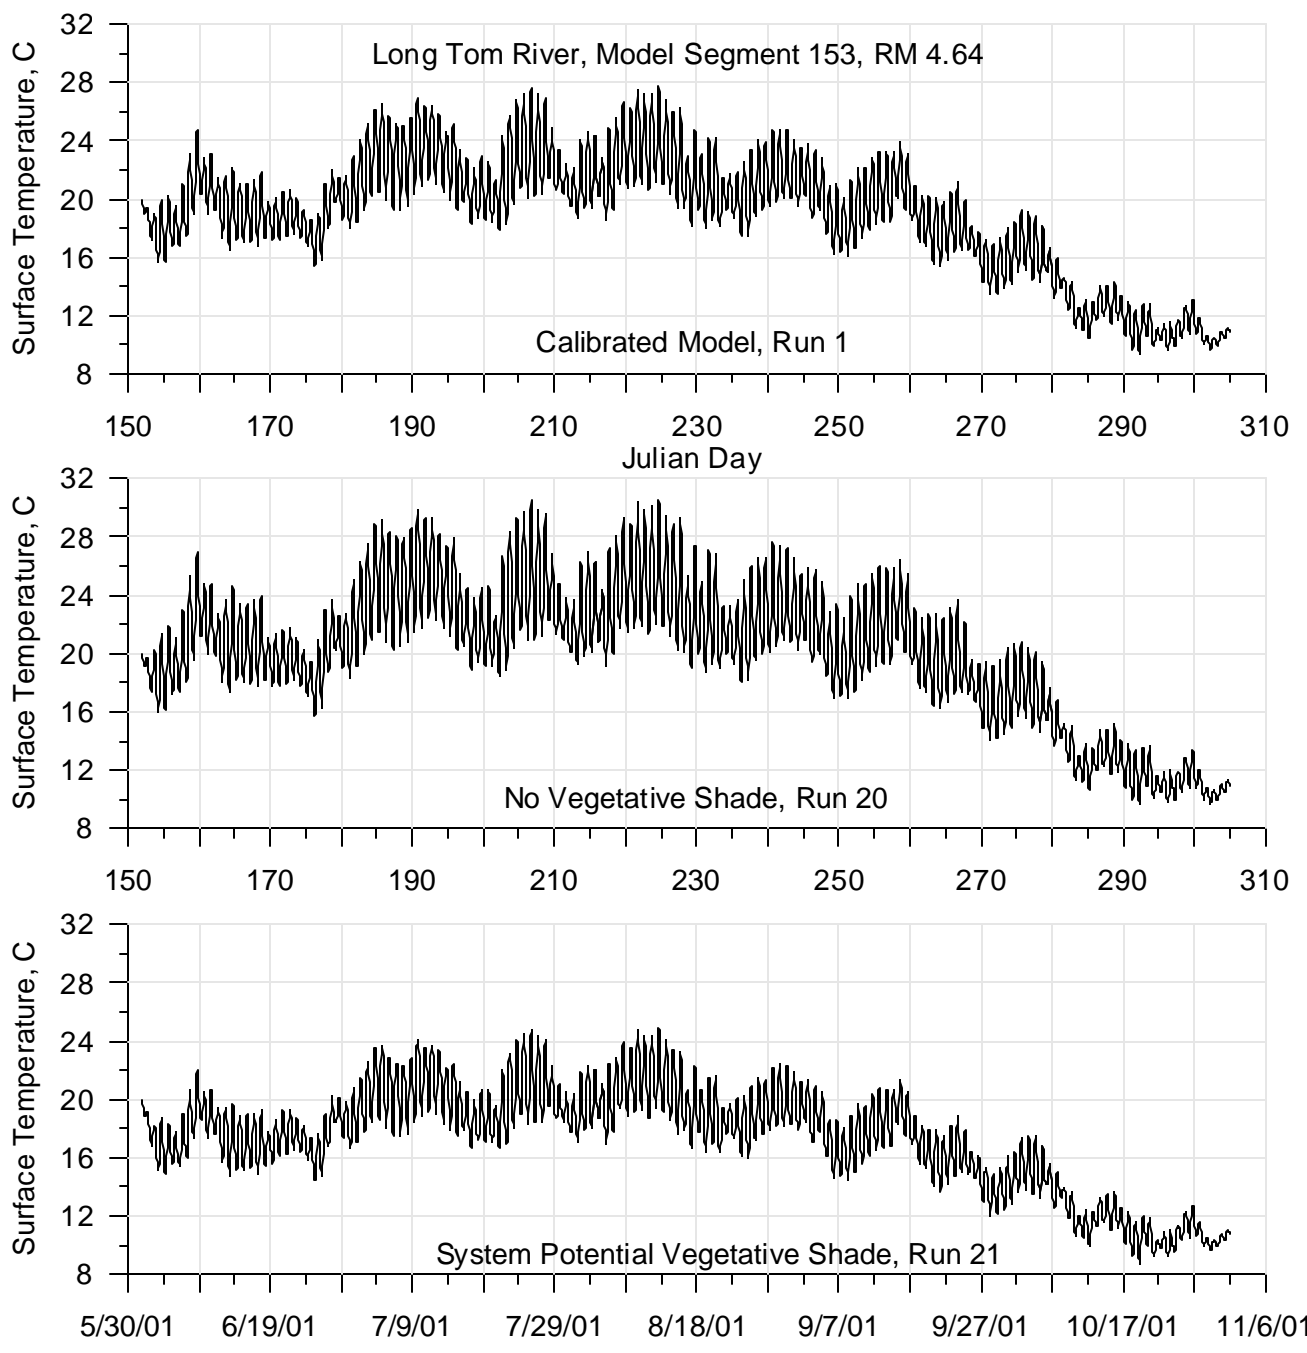 Long Tom River, Model Segment 153, RM 4.64
Surface Temperature, C
32
28
24
20
16
12
8
Calibrated Model, Run 1
150 170 190 210 230 250 270 290 310
Julian Day
Surface Temperature, C
32
28
24
20
16
12
8
No Vegetative Shade, Run 20
150 170 190 210 230 250 270 290 310
Surface Temperature, C
32
28
24
20
16
12
8
System Potential Vegetative Shade, Run 21
5/30/01 6/19/01 7/9/01 7/29/01 8/18/01 9/7/01 9/27/01 10/17/01 11/6/01